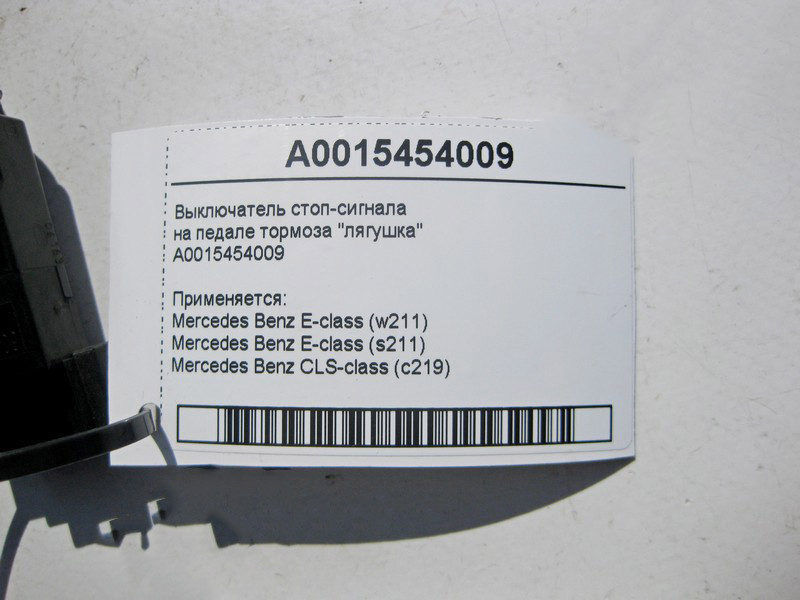 A0015454009
Выключатель стоп-сигнала
на педале тормоза "лягушка"
A0015454009
Применяется:
Mercedes Benz E-class (w211)
Mercedes Benz E-class (s211)
Mercedes Benz CLS-class (c219)